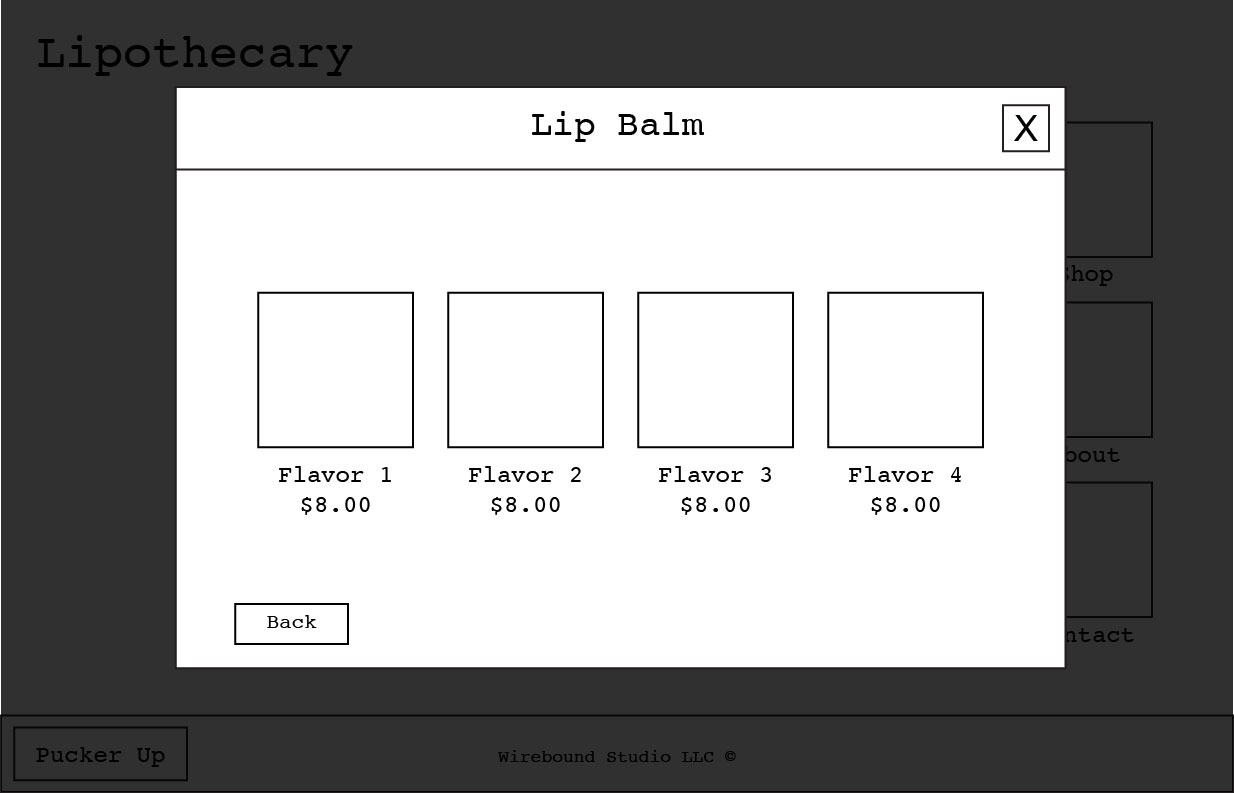 Lipothecary
Lip Balm
X
Shop
Flavor 1
$8.00
Flavor 2
$8.00
Flavor 3
$8.00
Flavor 4
$8.00
bout
ntact
Back
Pucker Up
Wirebound Studio LLC ©